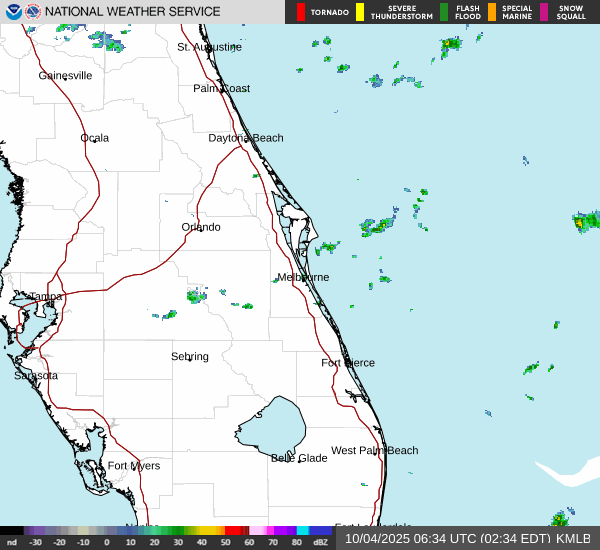 NATIONAL WEATHER SERVICE
TORNADO
SEVERE THUNDERSTORM
FLASH FLOOD
SPECIAL MARINE
SNOW SQUALL
St. Augustine
Gainesville
Palm Coast
Ocala
Daytona Beach
Orlando
Melbourne
Tampa
Sebring
Fort Pierce
Sarasota
West Palm Beach
Belle Glade
Fort Myers
nd -30 -20 -10 0 10 20 30 40 50 60 70 80 dBZ
10/04/2025 06:34 UTC (02:34 EDT) KMLB